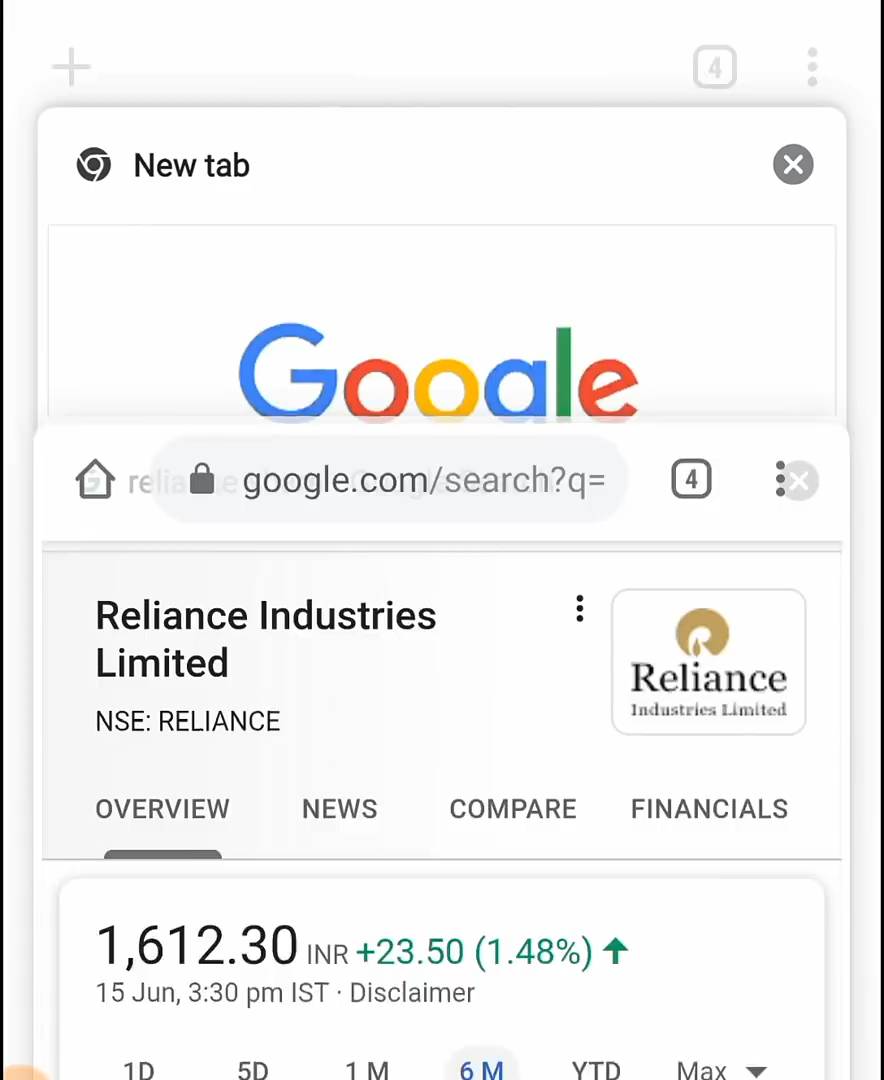 4
New tab
Google
google.com/search?q=
4
Reliance Industries
Limited
Reliance
Industries Limited
NSE: RELIANCE
OVERVIEW NEWS COMPARE FINANCIALS
1,612.30 INR +23.50 (1.48%)
15 Jun, 3:30 pm IST · Disclaimer
1D 5D 1 M 6 M YTD Max